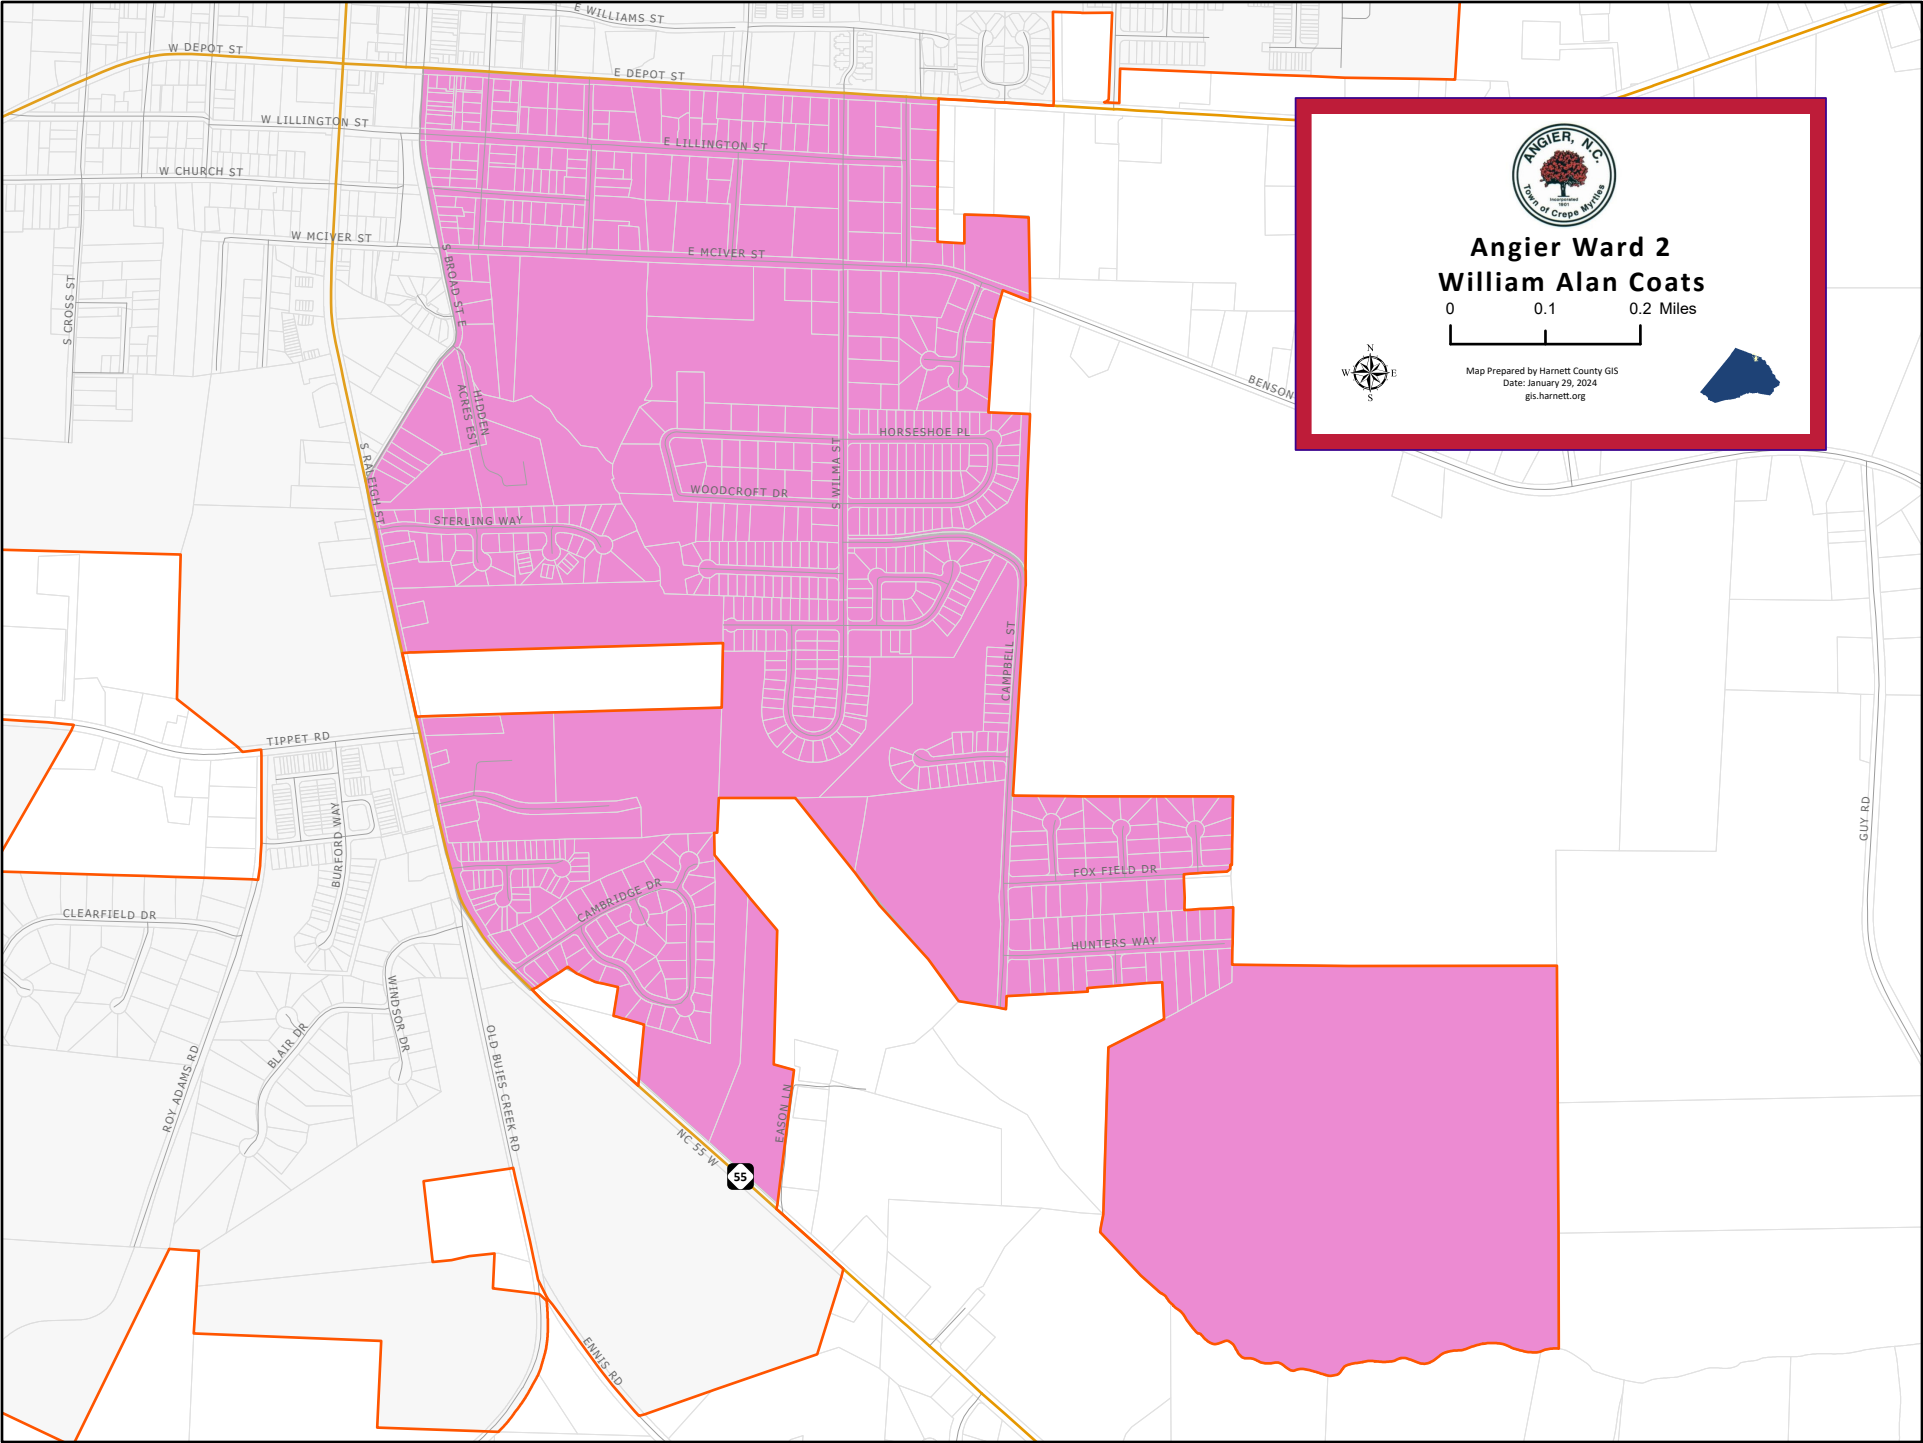 E WILLIAMS ST
W DEPOT ST
E DEPOT ST
W LILLINGTON ST
E LILLINGTON ST
W CHURCH ST
W MCIVER ST
E MCIVER ST
S BROAD ST E
S CROSS ST
HIDDEN
ACRES EST
S RALEIGH ST
HORSESHOE PL
WOODCROFT DR
S WILMA ST
STERLING WAY
BENSON
CAMPBELL ST
TIPPET RD
BURFORD WAY
GUY RD
FOX FIELD DR
CAMBRIDGE DR
HUNTERS WAY
CLEARFIELD DR
WINDSOR DR
BLAIR DR
ROY ADAMS RD
OLD BUIES CREEK RD
EASON LN
NC 55 W
55
ENNIS RD
ANGIER, N.C.
Incorporated
1901
Town of Crepe Myrtles
Angier Ward 2
William Alan Coats
0 0.1 0.2 Miles
N
W E
S
Map Prepared by Harnett County GIS
Date: January 29, 2024
gis.harnett.org